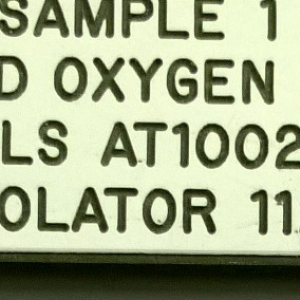 SAMPLE 1
D OXYGEN
LS AT1002
OLATOR 11